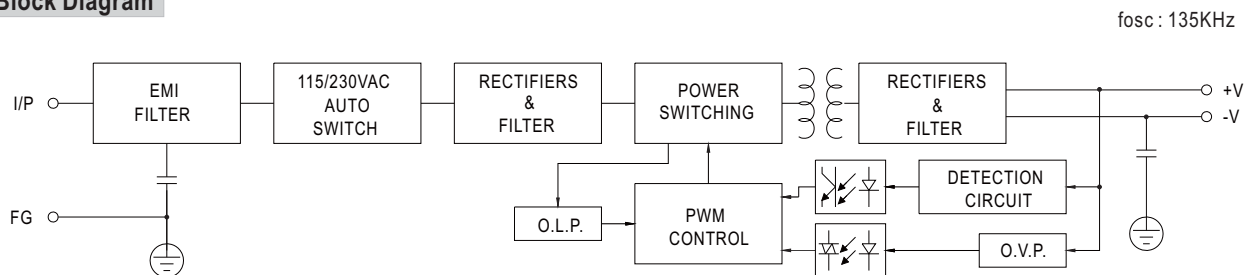 Block Diagram
fosc : 135KHz
I/P
EMI
FILTER
115/230VAC
AUTO
SWITCH
RECTIFIERS
&
FILTER
POWER
SWITCHING
RECTIFIERS
&
FILTER
+V
-V
FG
O.L.P.
PWM
CONTROL
DETECTION
CIRCUIT
O.V.P.